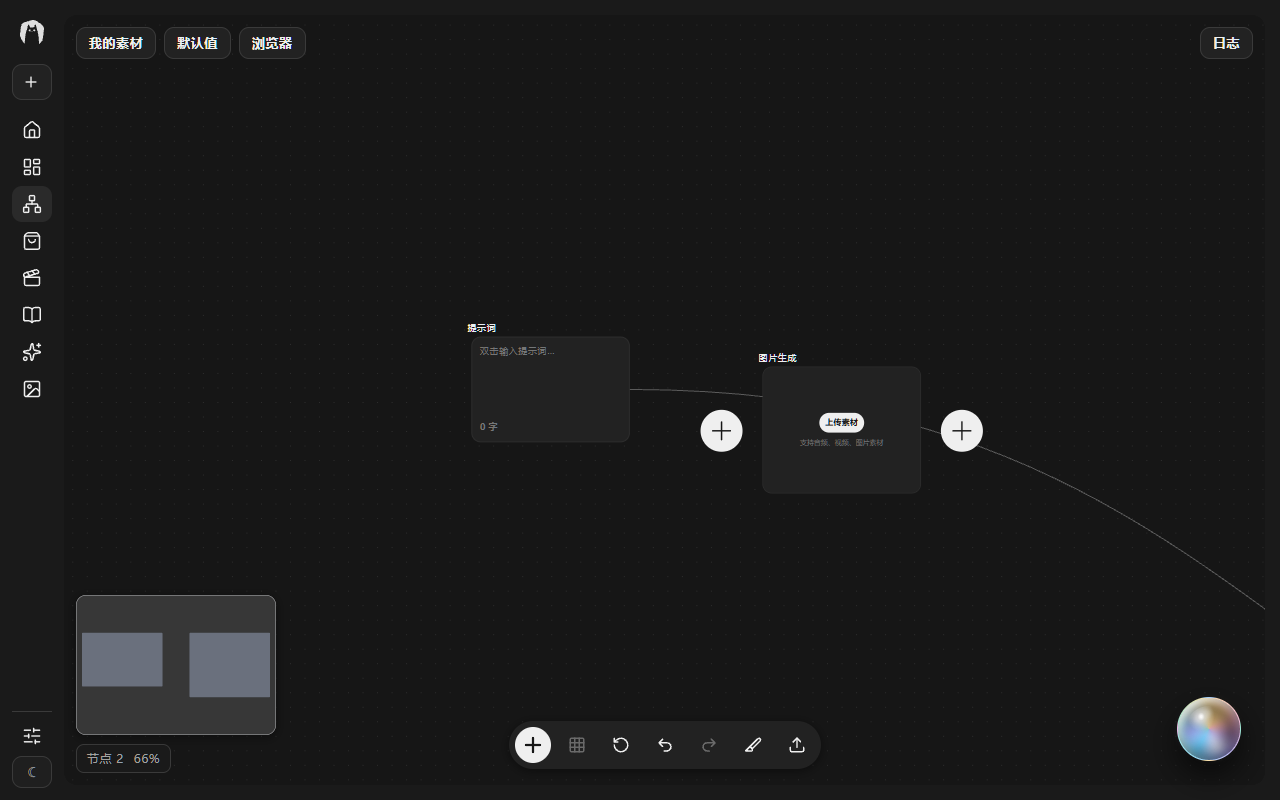 我的素材
默认值
浏览器
日志
提示词
双击输入提示词...
0 字
图片生成
上传素材
支持音频、视频、图片素材
节点 2 66%